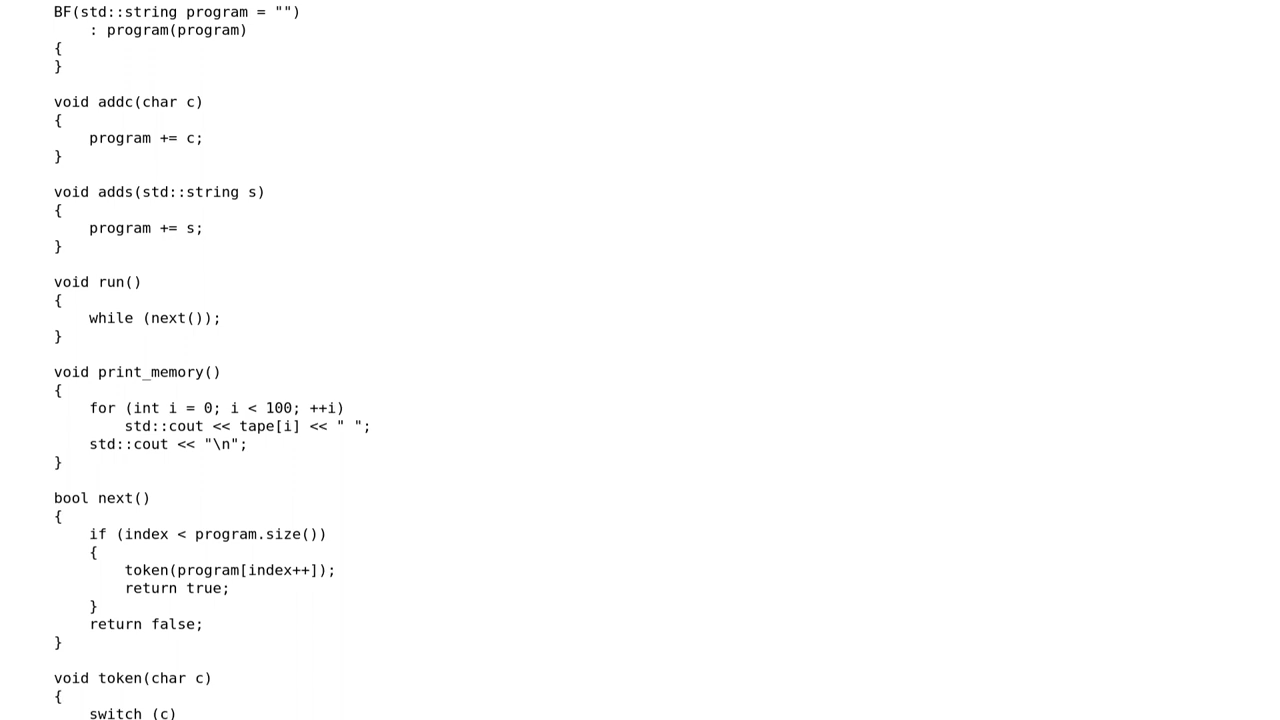 BF(std::string program = "")
    : program(program)
{
}

void addc(char c)
{
    program += c;
}

void adds(std::string s)
{
    program += s;
}

void run()
{
    while (next());
}

void print_memory()
{
    for (int i = 0; i < 100; ++i)
        std::cout << tape[i] << " ";
    std::cout << "\n";
}

bool next()
{
    if (index < program.size())
    {
        token(program[index++]);
        return true;
    }
    return false;
}

void token(char c)
{
    switch (c)